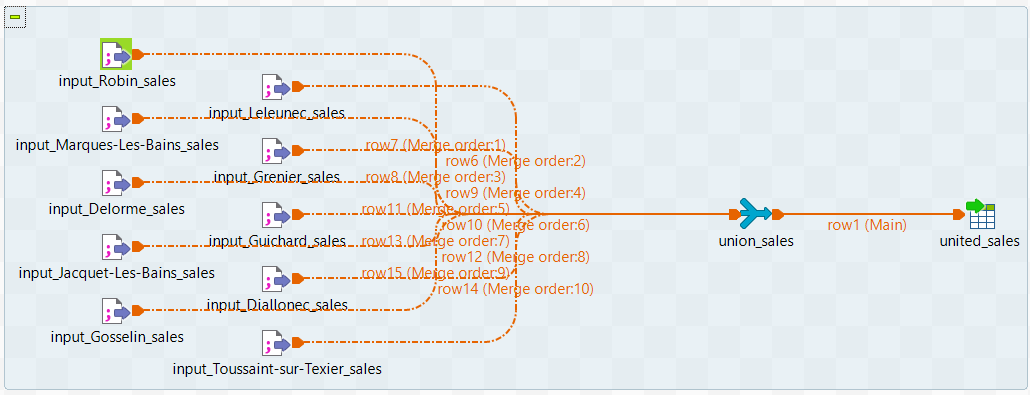 input_Robin_sales
input_Leleunec_sales
input_Marques-Les-Bains_sales
row7 (Merge order:1)
row6 (Merge order:2)
input_Grenier_sales
row8 (Merge order:3)
row9 (Merge order:4)
input_Delorme_sales
row11 (Merge order:5)
row10 (Merge order:6)
input_Guichard_sales
row13 (Merge order:7)
union_sales
row1 (Main)
united_sales
row12 (Merge order:8)
input_Jacquet-Les-Bains_sales
row15 (Merge order:9)
row14 (Merge order:10)
input_Diallonec_sales
input_Gosselin_sales
input_Toussaint-sur-Texier_sales